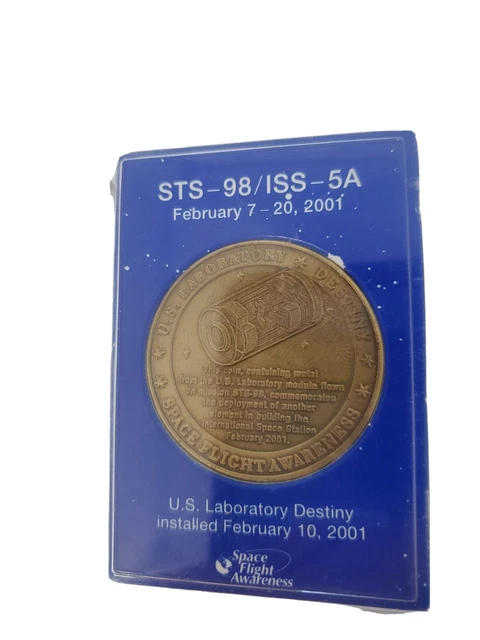 STS-98/ISS-5A
February 7-20, 2001
U.S. LABORATORY ★ DESTINY
This coin, containing metal
from the U.S. Laboratory module flown
on mission STS-98, commemorates
the deployment of another
element in building the
International Space Station
February 2001.
SPACE FLIGHT AWARENESS
U.S. Laboratory Destiny
installed February 10, 2001
Space
Flight
Awareness